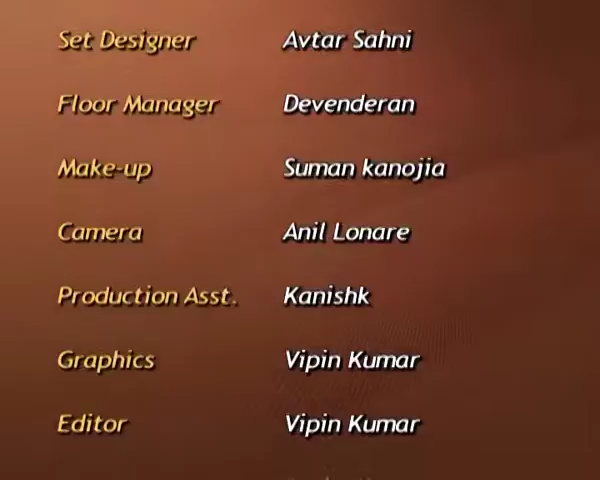 Set Designer Avtar Sahni
Floor Manager Devenderan
Make-up Suman kanojia
Camera Anil Lonare
Production Asst. Kanishk
Graphics Vipin Kumar
Editor Vipin Kumar